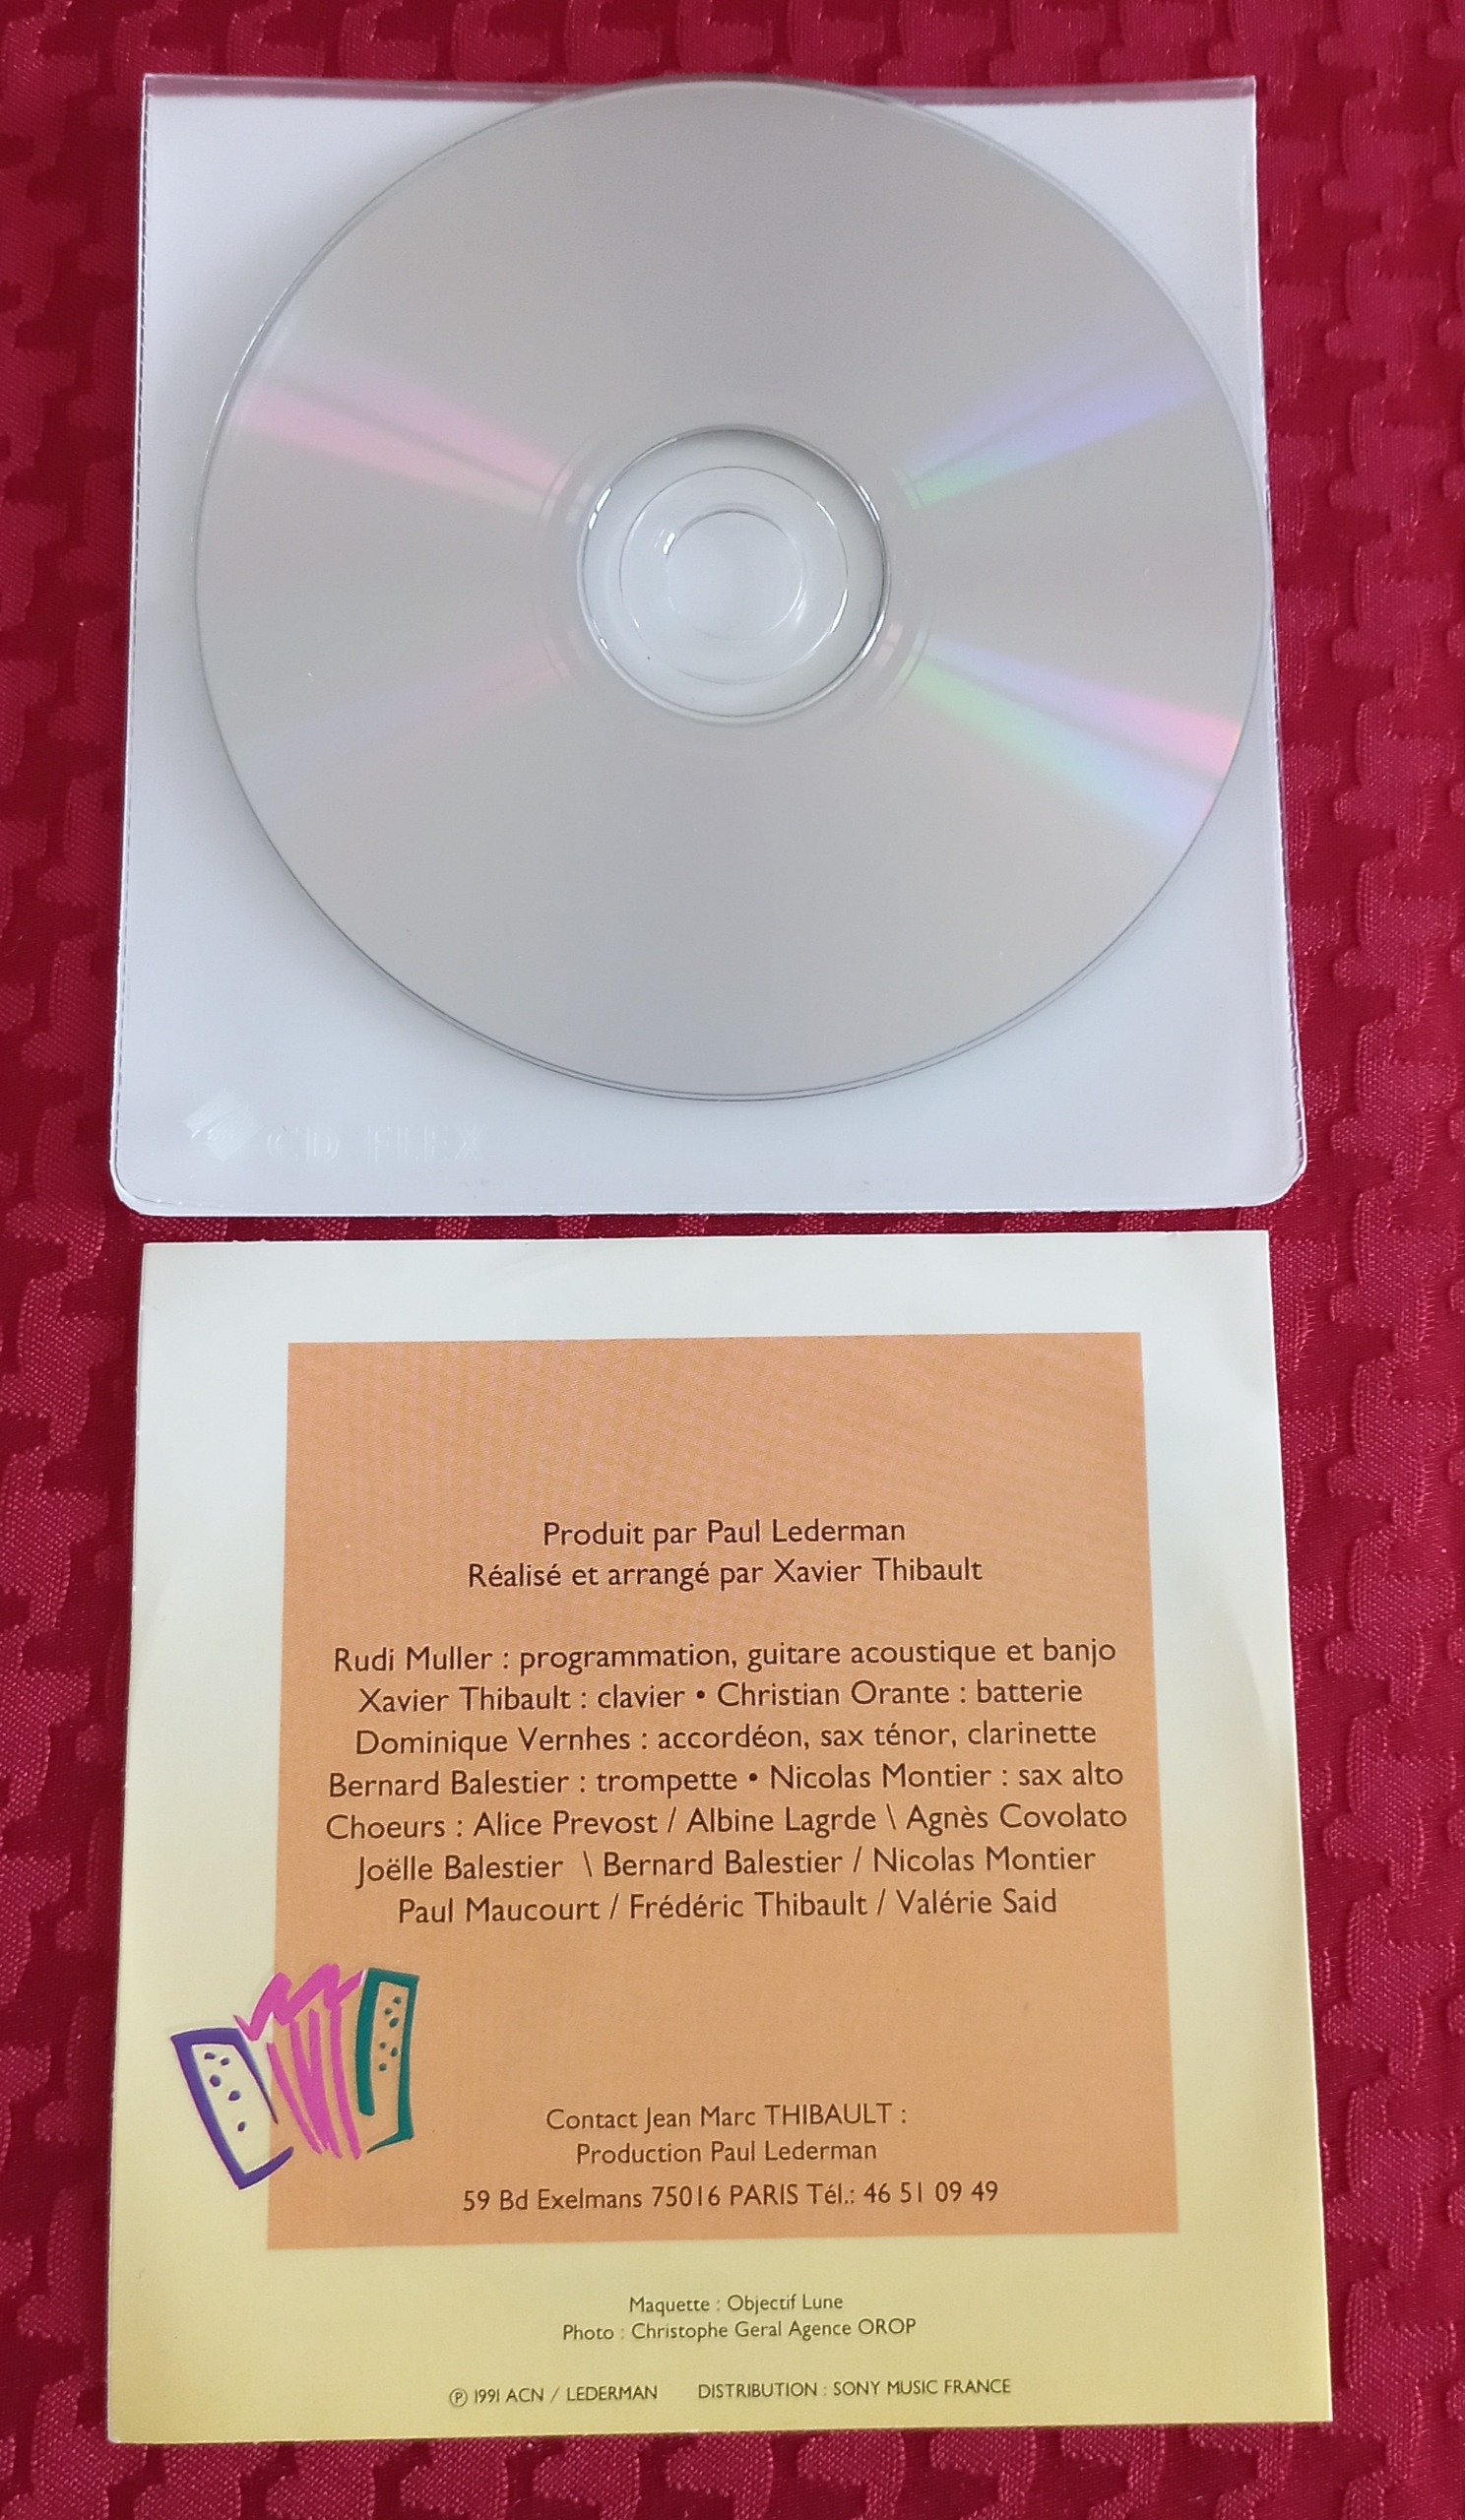 CD FLEX
Produit par Paul Lederman
Réalisé et arrangé par Xavier Thibault
Rudi Muller : programmation, guitare acoustique et banjo
Xavier Thibault : clavier • Christian Orante : batterie
Dominique Vernhes : accordéon, sax ténor, clarinette
Bernard Balestier : trompette • Nicolas Montier : sax alto
Choeurs : Alice Prevost / Albine Lagrde \ Agnès Covolato
Joëlle Balestier \ Bernard Balestier / Nicolas Montier
Paul Maucourt / Frédéric Thibault / Valérie Said
Contact Jean Marc THIBAULT :
Production Paul Lederman
59 Bd Exelmans 75016 PARIS Tél.: 46 51 09 49
Maquette : Objectif Lune
Photo : Christophe Geral Agence OROP
℗ 1991 ACN / LEDERMAN DISTRIBUTION : SONY MUSIC FRANCE